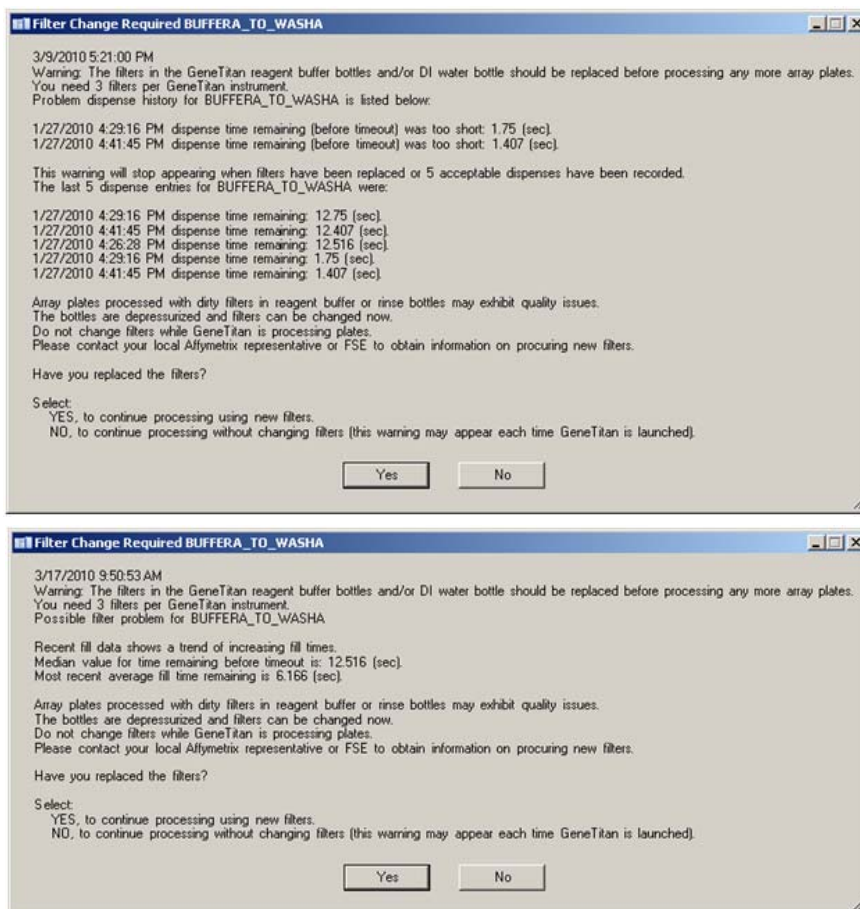 Filter Change Required BUFFERA_TO_WASHA
3/9/2010 5:21:00 PM
Warning: The filters in the GeneTitan reagent buffer bottles and/or DI water bottle should be replaced before processing any more array plates.
You need 3 filters per GeneTitan instrument.
Problem dispense history for BUFFERA_TO_WASHA is listed below:
1/27/2010 4:29:16 PM dispense time remaining (before timeout) was too short: 1.75 (sec).
1/27/2010 4:41:45 PM dispense time remaining (before timeout) was too short: 1.407 (sec).
This warning will stop appearing when filters have been replaced or 5 acceptable dispenses have been recorded.
The last 5 dispense entries for BUFFERA_TO_WASHA were:
1/27/2010 4:29:16 PM dispense time remaining: 12.75 (sec).
1/27/2010 4:41:45 PM dispense time remaining: 12.407 (sec).
1/27/2010 4:26:28 PM dispense time remaining: 12.516 (sec).
1/27/2010 4:29:16 PM dispense time remaining: 1.75 (sec).
1/27/2010 4:41:45 PM dispense time remaining: 1.407 (sec).
Array plates processed with dirty filters in reagent buffer or rinse bottles may exhibit quality issues.
The bottles are depressurized and filters can be changed now.
Do not change filters while GeneTitan is processing plates.
Please contact your local Affymetrix representative or FSE to obtain information on procuring new filters.
Have you replaced the filters?
Select:
YES, to continue processing using new filters.
NO, to continue processing without changing filters (this warning may appear each time GeneTitan is launched).
Yes No
Filter Change Required BUFFERA_TO_WASHA
3/17/2010 9:50:53 AM
Warning: The filters in the GeneTitan reagent buffer bottles and/or DI water bottle should be replaced before processing any more array plates.
You need 3 filters per GeneTitan instrument.
Possible filter problem for BUFFERA_TO_WASHA
Recent fill data shows a trend of increasing fill times.
Median value for time remaining before timeout is: 12.516 (sec).
Most recent average fill time remaining is 6.166 (sec).
Array plates processed with dirty filters in reagent buffer or rinse bottles may exhibit quality issues.
The bottles are depressurized and filters can be changed now.
Do not change filters while GeneTitan is processing plates.
Please contact your local Affymetrix representative or FSE to obtain information on procuring new filters.
Have you replaced the filters?
Select:
YES, to continue processing using new filters.
NO, to continue processing without changing filters (this warning may appear each time GeneTitan is launched).
Yes No